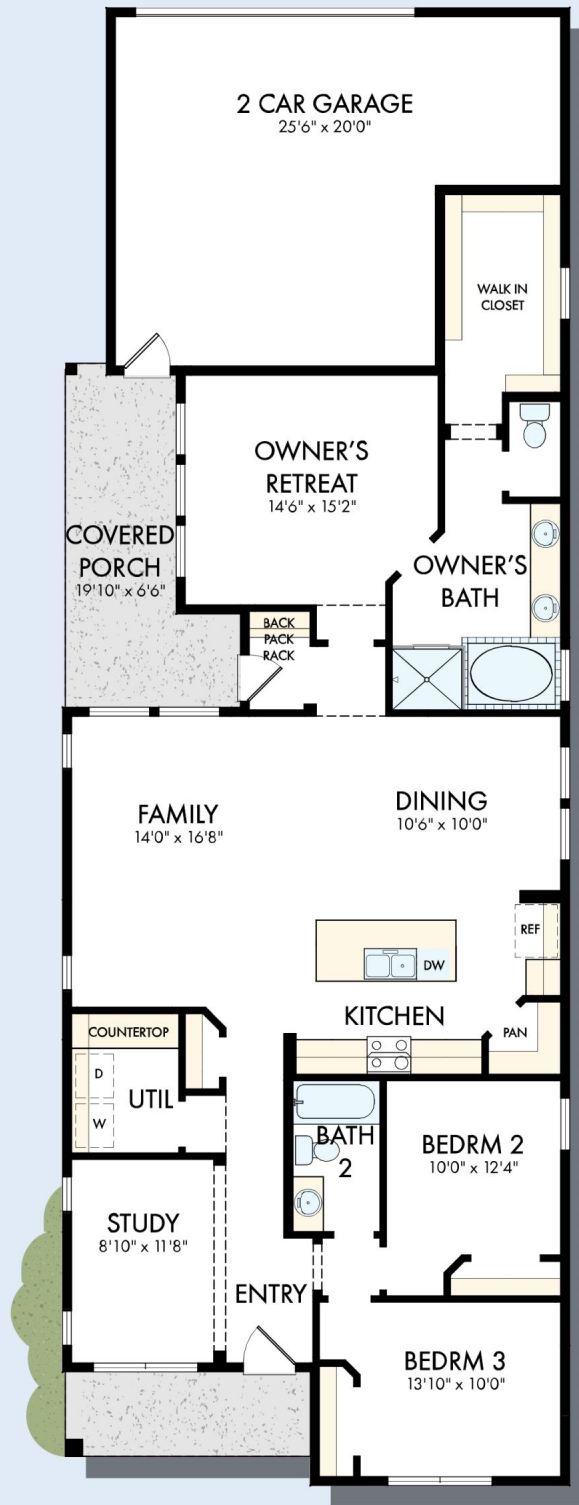 2 CAR GARAGE
25'6" x 20'0"
WALK IN
CLOSET
OWNER'S
RETREAT
14'6" x 15'2"
COVERED
PORCH
19'10" x 6'6"
OWNER'S
BATH
BACK
PACK
RACK
FAMILY
14'0" x 16'8"
DINING
10'6" x 10'0"
REF
DW
KITCHEN
PAN
COUNTERTOP
D
W
UTIL
BATH
2
BEDRM 2
10'0" x 12'4"
STUDY
8'10" x 11'8"
ENTRY
BEDRM 3
13'10" x 10'0"